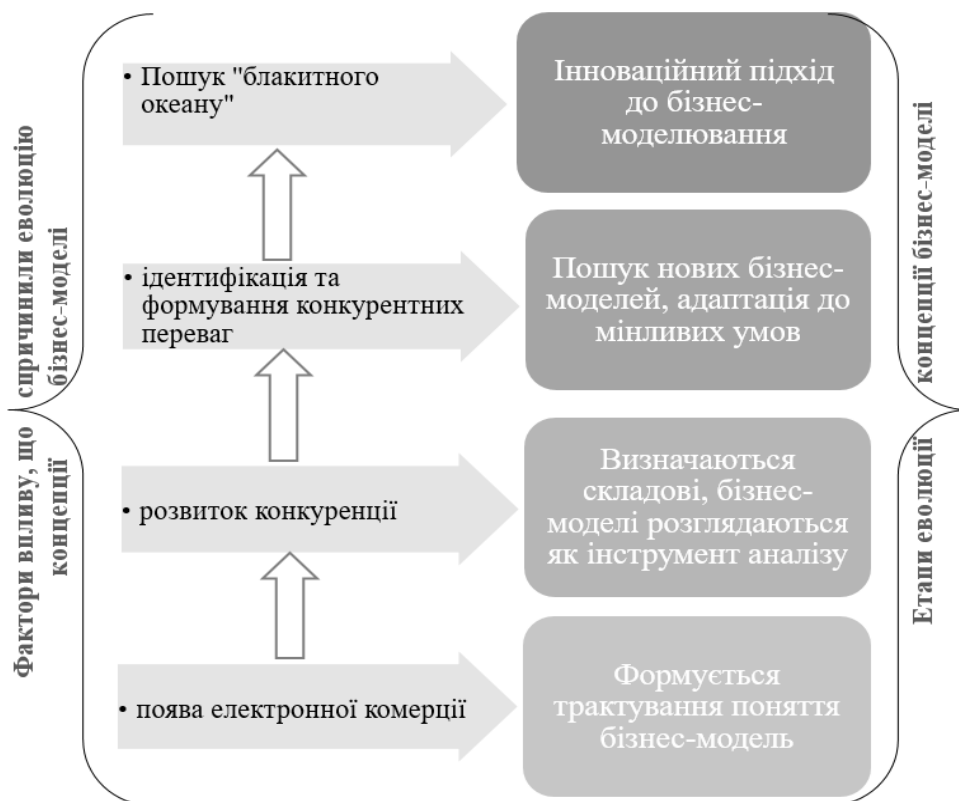 Фактори впливу, що спричинили еволюцію
концепції бізнес-моделі
• Пошук "блакитного
океану"
Інноваційний підхід
до бізнес-
моделювання
• ідентифікація та
формування конкурентних
переваг
Пошук нових бізнес-
моделей, адаптація до
мінливих умов
• розвиток конкуренції
Визначаються
складові, бізнес-
моделі розглядаються
як інструмент аналізу
• поява електронної комерції
Формується
трактування поняття
бізнес-модель
Етапи еволюції концепції бізнес-моделі